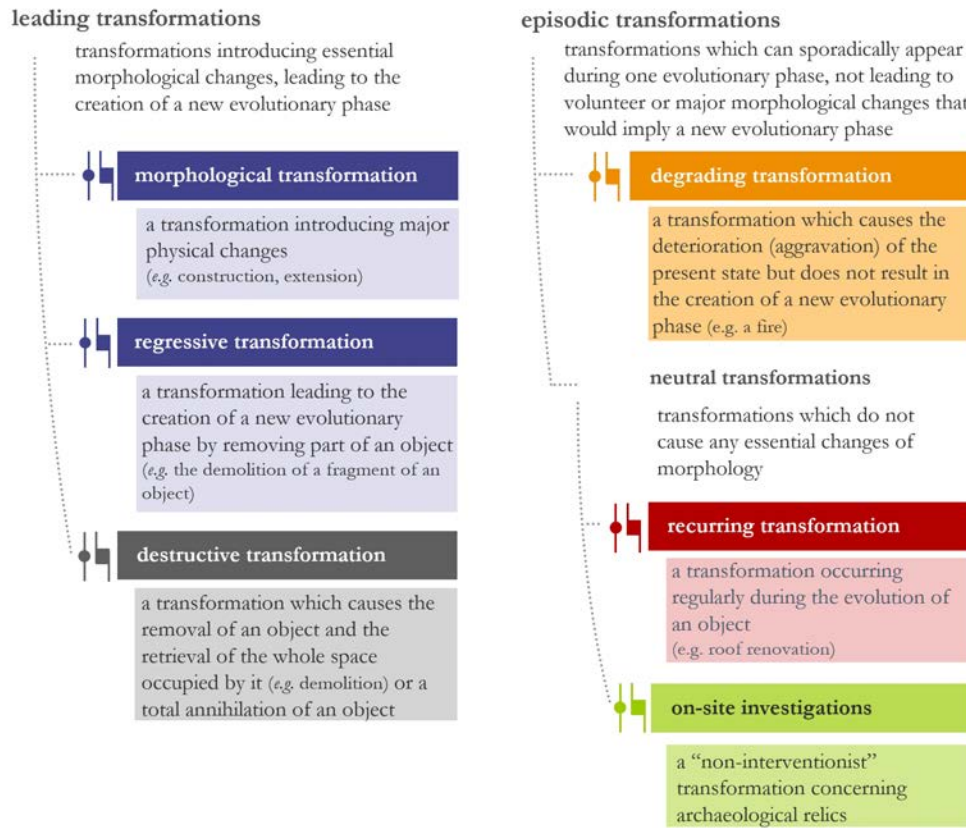 leading transformations
transformations introducing essential
morphological changes, leading to the
creation of a new evolutionary phase
morphological transformation
a transformation introducing major
physical changes
(e.g. construction, extension)
regressive transformation
a transformation leading to the
creation of a new evolutionary
phase by removing part of an object
(e.g. the demolition of a fragment of an
object)
destructive transformation
a transformation which causes the
removal of an object and the
retrieval of the whole space
occupied by it (e.g. demolition) or a
total annihilation of an object
episodic transformations
transformations which can sporadically appear
during one evolutionary phase, not leading to
volunteer or major morphological changes that
would imply a new evolutionary phase
degrading transformation
a transformation which causes the
deterioration (aggravation) of the
present state but does not result in
the creation of a new evolutionary
phase (e.g. a fire)
neutral transformations
transformations which do not
cause any essential changes of
morphology
recurring transformation
a transformation occurring
regularly during the evolution of
an object
(e.g. roof renovation)
on-site investigations
a “non-interventionist”
transformation concerning
archaeological relics